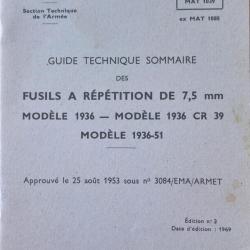 MAT 1039
Section Technique
de l'Armée
ex MAT 1088
GUIDE TECHNIQUE SOMMAIRE
DES
FUSILS A RÉPÉTITION DE 7,5 mm
MODÈLE 1936 — MODÈLE 1936 CR 39
MODÈLE 1936-51
Approuvé le 25 août 1953 sous n° 3084/EMA/ARMET
Édition n° 3
Date d'édition : 1969